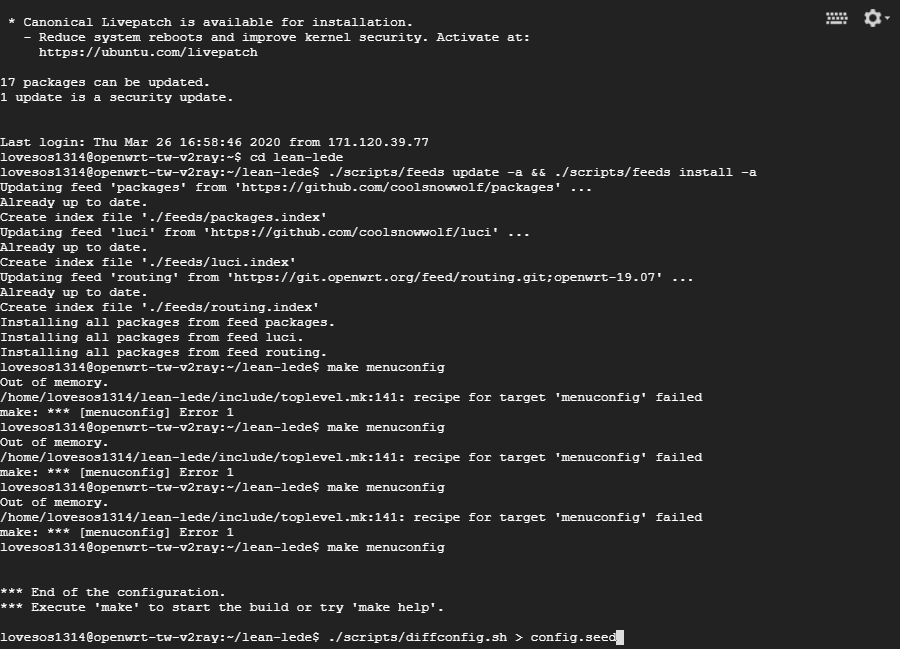 * Canonical Livepatch is available for installation.
- Reduce system reboots and improve kernel security. Activate at:
https://ubuntu.com/livepatch
17 packages can be updated.
1 update is a security update.
Last login: Thu Mar 26 16:58:46 2020 from 171.120.39.77
lovesos1314@openwrt-tw-v2ray:~$ cd lean-lede
lovesos1314@openwrt-tw-v2ray:~/lean-lede$ ./scripts/feeds update -a && ./scripts/feeds install -a
Updating feed 'packages' from 'https://github.com/coolsnowwolf/packages' ...
Already up to date.
Create index file './feeds/packages.index'
Updating feed 'luci' from 'https://github.com/coolsnowwolf/luci' ...
Already up to date.
Create index file './feeds/luci.index'
Updating feed 'routing' from 'https://git.openwrt.org/feed/routing.git;openwrt-19.07' ...
Already up to date.
Create index file './feeds/routing.index'
Installing all packages from feed packages.
Installing all packages from feed luci.
Installing all packages from feed routing.
lovesos1314@openwrt-tw-v2ray:~/lean-lede$ make menuconfig
Out of memory.
/home/lovesos1314/lean-lede/include/toplevel.mk:141: recipe for target 'menuconfig' failed
make: *** [menuconfig] Error 1
lovesos1314@openwrt-tw-v2ray:~/lean-lede$ make menuconfig
Out of memory.
/home/lovesos1314/lean-lede/include/toplevel.mk:141: recipe for target 'menuconfig' failed
make: *** [menuconfig] Error 1
lovesos1314@openwrt-tw-v2ray:~/lean-lede$ make menuconfig
Out of memory.
/home/lovesos1314/lean-lede/include/toplevel.mk:141: recipe for target 'menuconfig' failed
make: *** [menuconfig] Error 1
lovesos1314@openwrt-tw-v2ray:~/lean-lede$ make menuconfig
*** End of the configuration.
*** Execute 'make' to start the build or try 'make help'.
lovesos1314@openwrt-tw-v2ray:~/lean-lede$ ./scripts/diffconfig.sh > config.seed